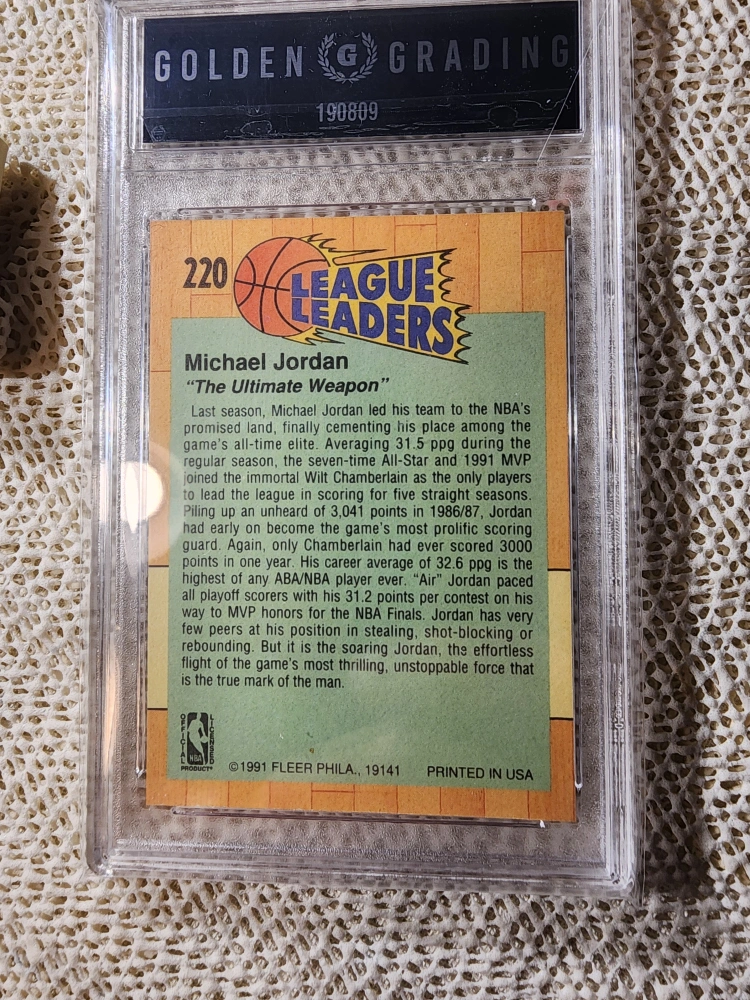 GOLDEN G GRADING
190809
220
LEAGUE
LEADERS
Michael Jordan
“The Ultimate Weapon”
Last season, Michael Jordan led his team to the NBA's
promised land, finally cementing his place among the
game's all-time elite. Averaging 31.5 ppg during the
regular season, the seven-time All-Star and 1991 MVP
joined the immortal Wilt Chamberlain as the only players
to lead the league in scoring for five straight seasons.
Piling up an unheard of 3,041 points in 1986/87, Jordan
had early on become the game's most prolific scoring
guard. Again, only Chamberlain had ever scored 3000
points in one year. His career average of 32.6 ppg is the
highest of any ABA/NBA player ever. “Air” Jordan paced
all playoff scorers with his 31.2 points per contest on his
way to MVP honors for the NBA Finals. Jordan has very
few peers at his position in stealing, shot-blocking or
rebounding. But it is the soaring Jordan, the effortless
flight of the game's most thrilling, unstoppable force that
is the true mark of the man.
OFFICIAL NBA LICENSED
PRODUCT
©1991 FLEER PHILA., 19141 PRINTED IN USA